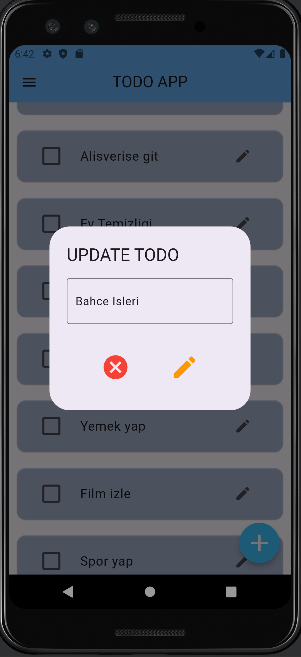 6:42
TODO APP
Alisverise git
Ev Temizligi
UPDATE TODO
Bahce Isleri
Yemek yap
Film izle
Spor yap